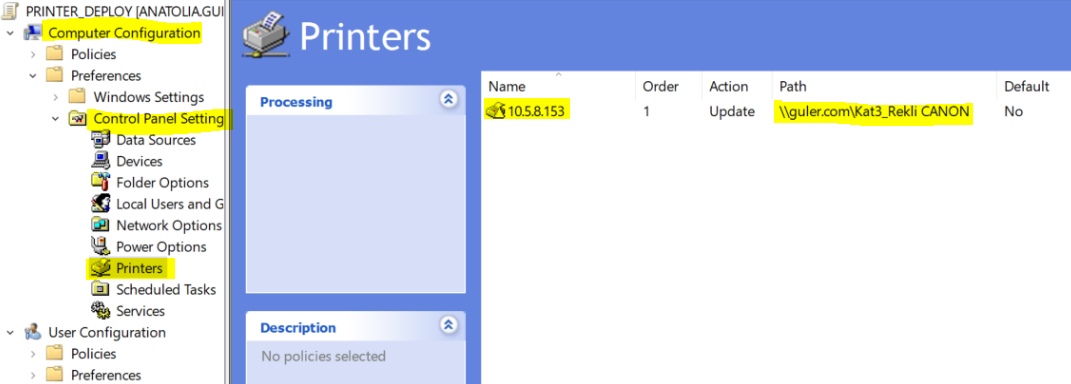 PRINTER_DEPLOY [ANATOLIA.GUI
Computer Configuration
Policies
Preferences
Windows Settings
Control Panel Setting
Data Sources
Devices
Folder Options
Local Users and G
Network Options
Power Options
Printers
Scheduled Tasks
Services
User Configuration
Policies
Preferences
Printers
Processing
Description
No policies selected
Name Order Action Path Default
10.5.8.153 1 Update \\guler.com\Kat3_Rekli CANON No